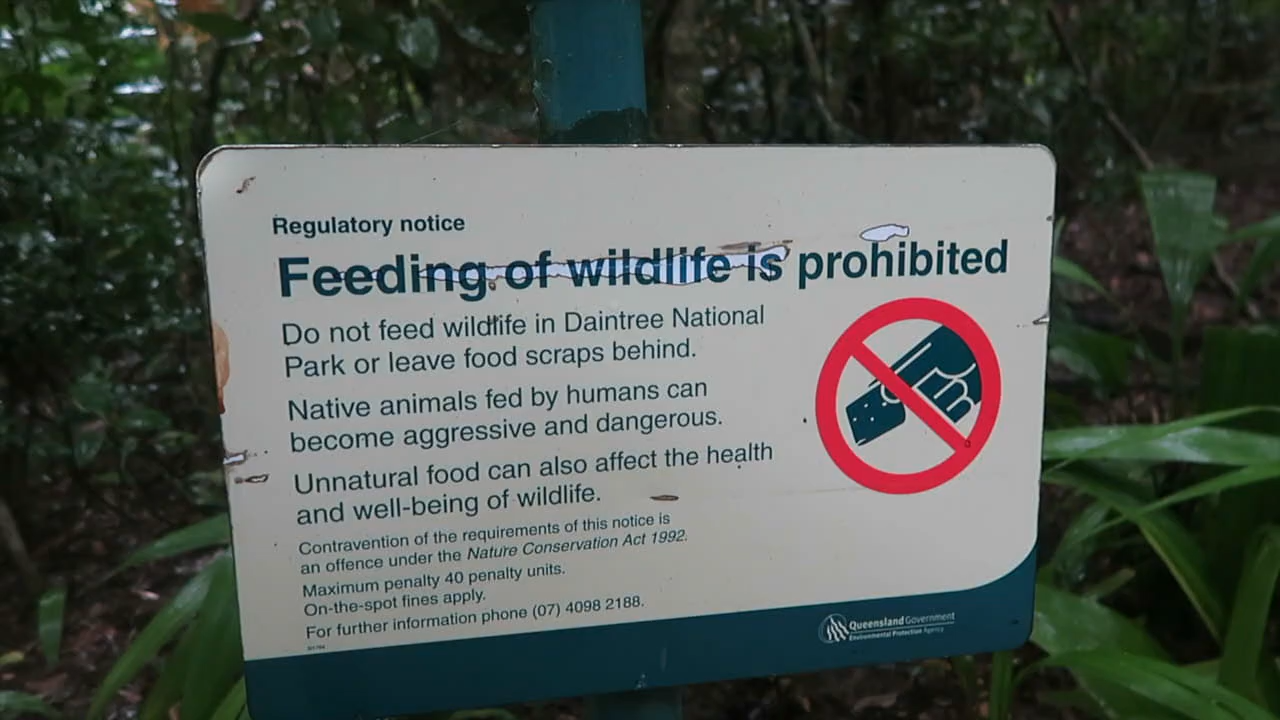 Regulatory notice
Feeding of wildlife is prohibited
Do not feed wildlife in Daintree National
Park or leave food scraps behind.
Native animals fed by humans can
become aggressive and dangerous.
Unnatural food can also affect the health
and well-being of wildlife.
Contravention of the requirements of this notice is
an offence under the Nature Conservation Act 1992.
Maximum penalty 40 penalty units.
On-the-spot fines apply.
For further information phone (07) 4098 2188.
Queensland Government
Environmental Protection Agency